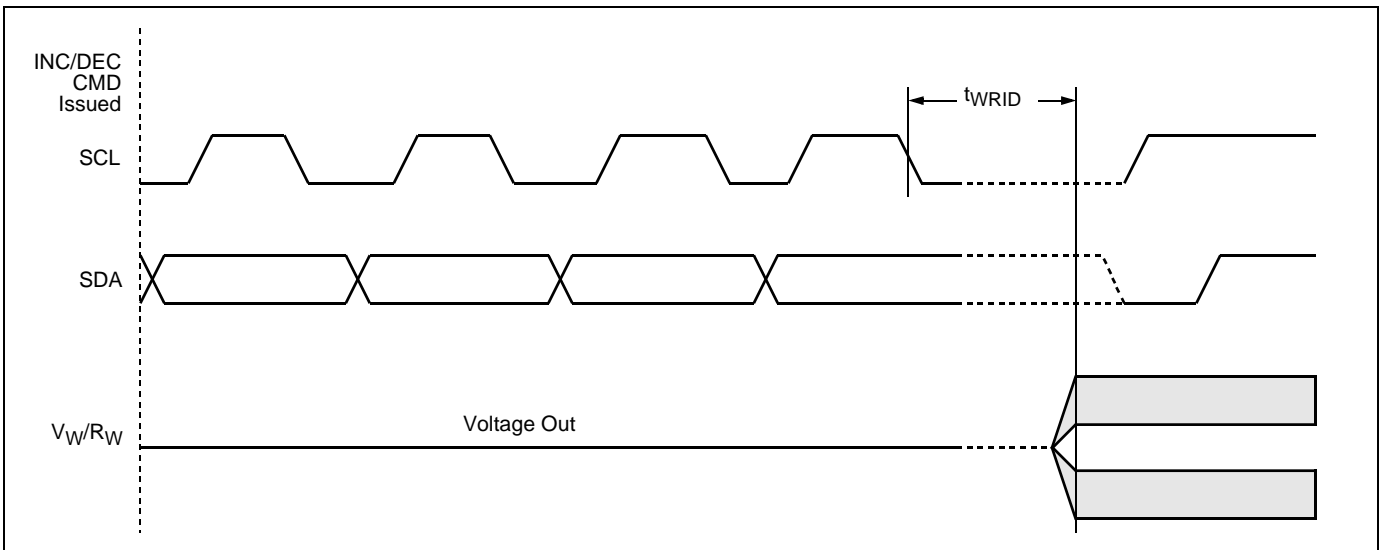 INC/DEC
CMD
Issued
tWRID
SCL
SDA
Voltage Out
VW/RW